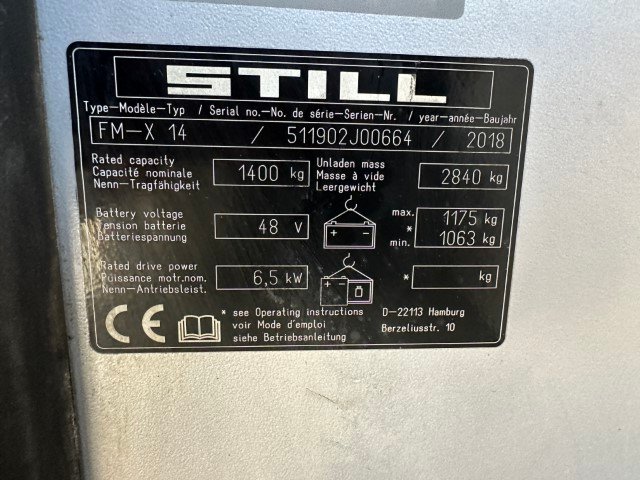 STILL
Type-Modèle-Typ / Serial no.-No. de série-Serien-Nr. / year-année-Baujahr
FM-X 14 / 511902J00664 / 2018
Rated capacity
Capacité nominale
Nenn-Tragfähigkeit
1400 kg
Unladen mass
Masse à vide
Leergewicht
2840 kg
Battery voltage
Tension batterie
Batteriespannung
48 V
max. 1175 kg
*
min. 1063 kg
Rated drive power
Puissance motr.nom.
Nenn-Antriebsleist.
6,5 kW
* kg
CE
* see Operating instructions
voir Mode d'emploi
siehe Betriebsanleitung
D-22113 Hamburg
Berzeliusstr. 10